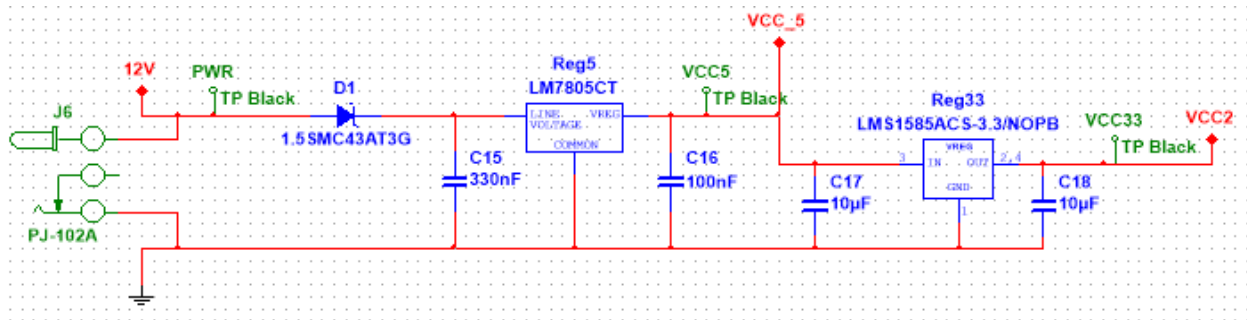 VCC_5
12V
PWR
TP Black
D1
1.5SMC43AT3G
Reg5
LM7805CT
LINE VREG
VOLTAGE
COMMON
VCC5
TP Black
Reg33
LMS1585ACS-3.3/NOPB
VREG
3 IN OUT 2,4
GND
1
VCC33
TP Black
VCC2
J6
PJ-102A
C15
330nF
C16
100nF
C17
10µF
C18
10µF